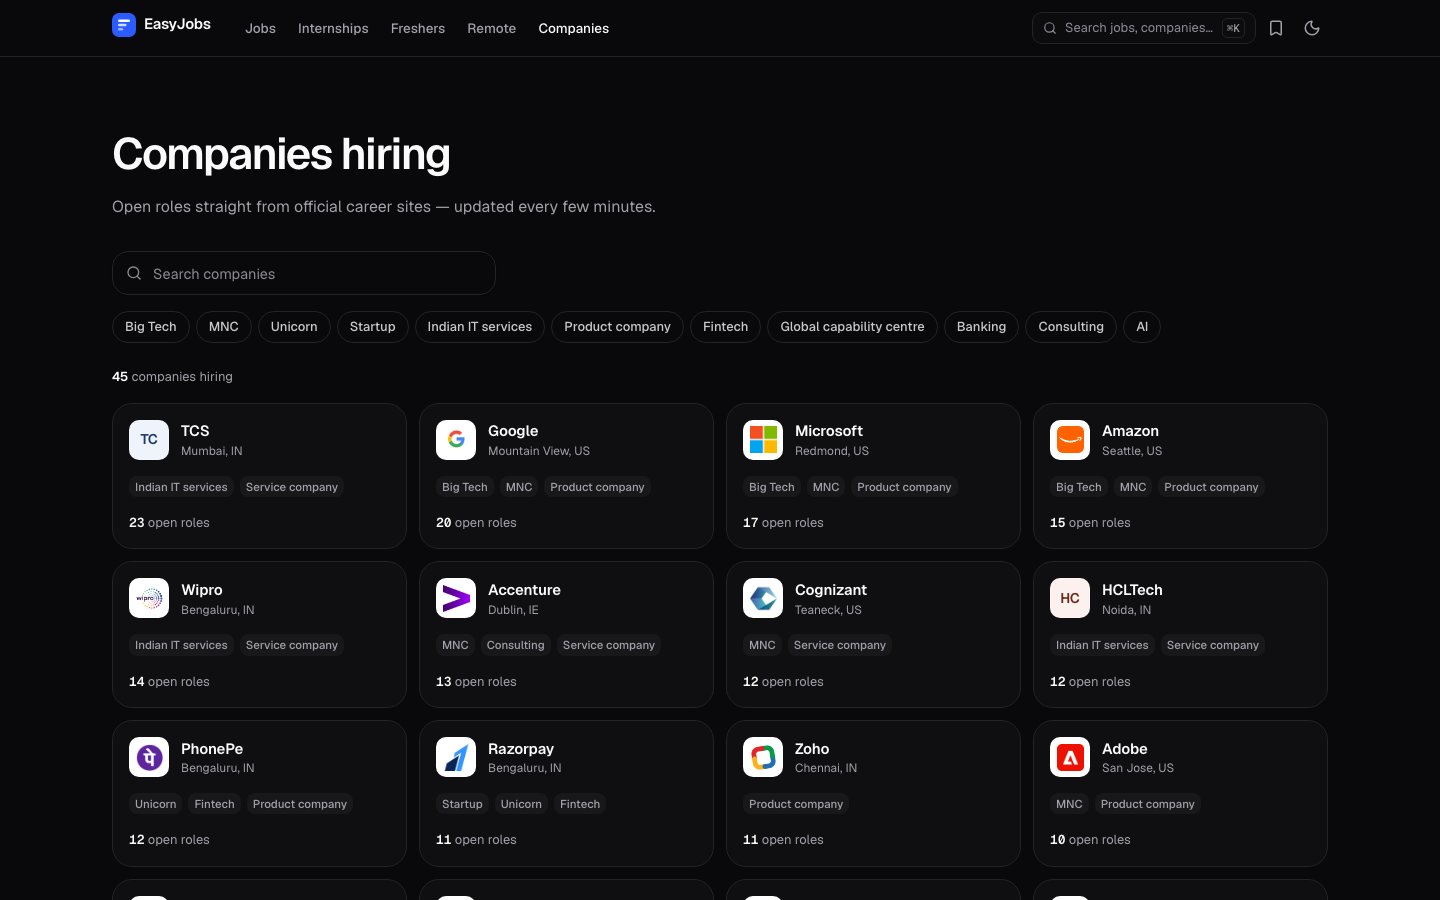 EasyJobs
Jobs Internships Freshers Remote Companies
Search jobs, companies… ⌘K
Companies hiring
Open roles straight from official career sites — updated every few minutes.
Search companies
Big Tech MNC Unicorn Startup Indian IT services Product company Fintech Global capability centre Banking Consulting AI
45 companies hiring
TC
TCS
Mumbai, IN
Indian IT services Service company
23 open roles
Google
Mountain View, US
Big Tech MNC Product company
20 open roles
Microsoft
Redmond, US
Big Tech MNC Product company
17 open roles
Amazon
Seattle, US
Big Tech MNC Product company
15 open roles
wipro
Wipro
Bengaluru, IN
Indian IT services Service company
14 open roles
Accenture
Dublin, IE
MNC Consulting Service company
13 open roles
Cognizant
Teaneck, US
MNC Service company
12 open roles
HC
HCLTech
Noida, IN
Indian IT services Service company
12 open roles
पे
PhonePe
Bengaluru, IN
Unicorn Fintech Product company
12 open roles
Razorpay
Bengaluru, IN
Startup Unicorn Fintech
11 open roles
Zoho
Chennai, IN
Product company
11 open roles
Adobe
San Jose, US
MNC Product company
10 open roles